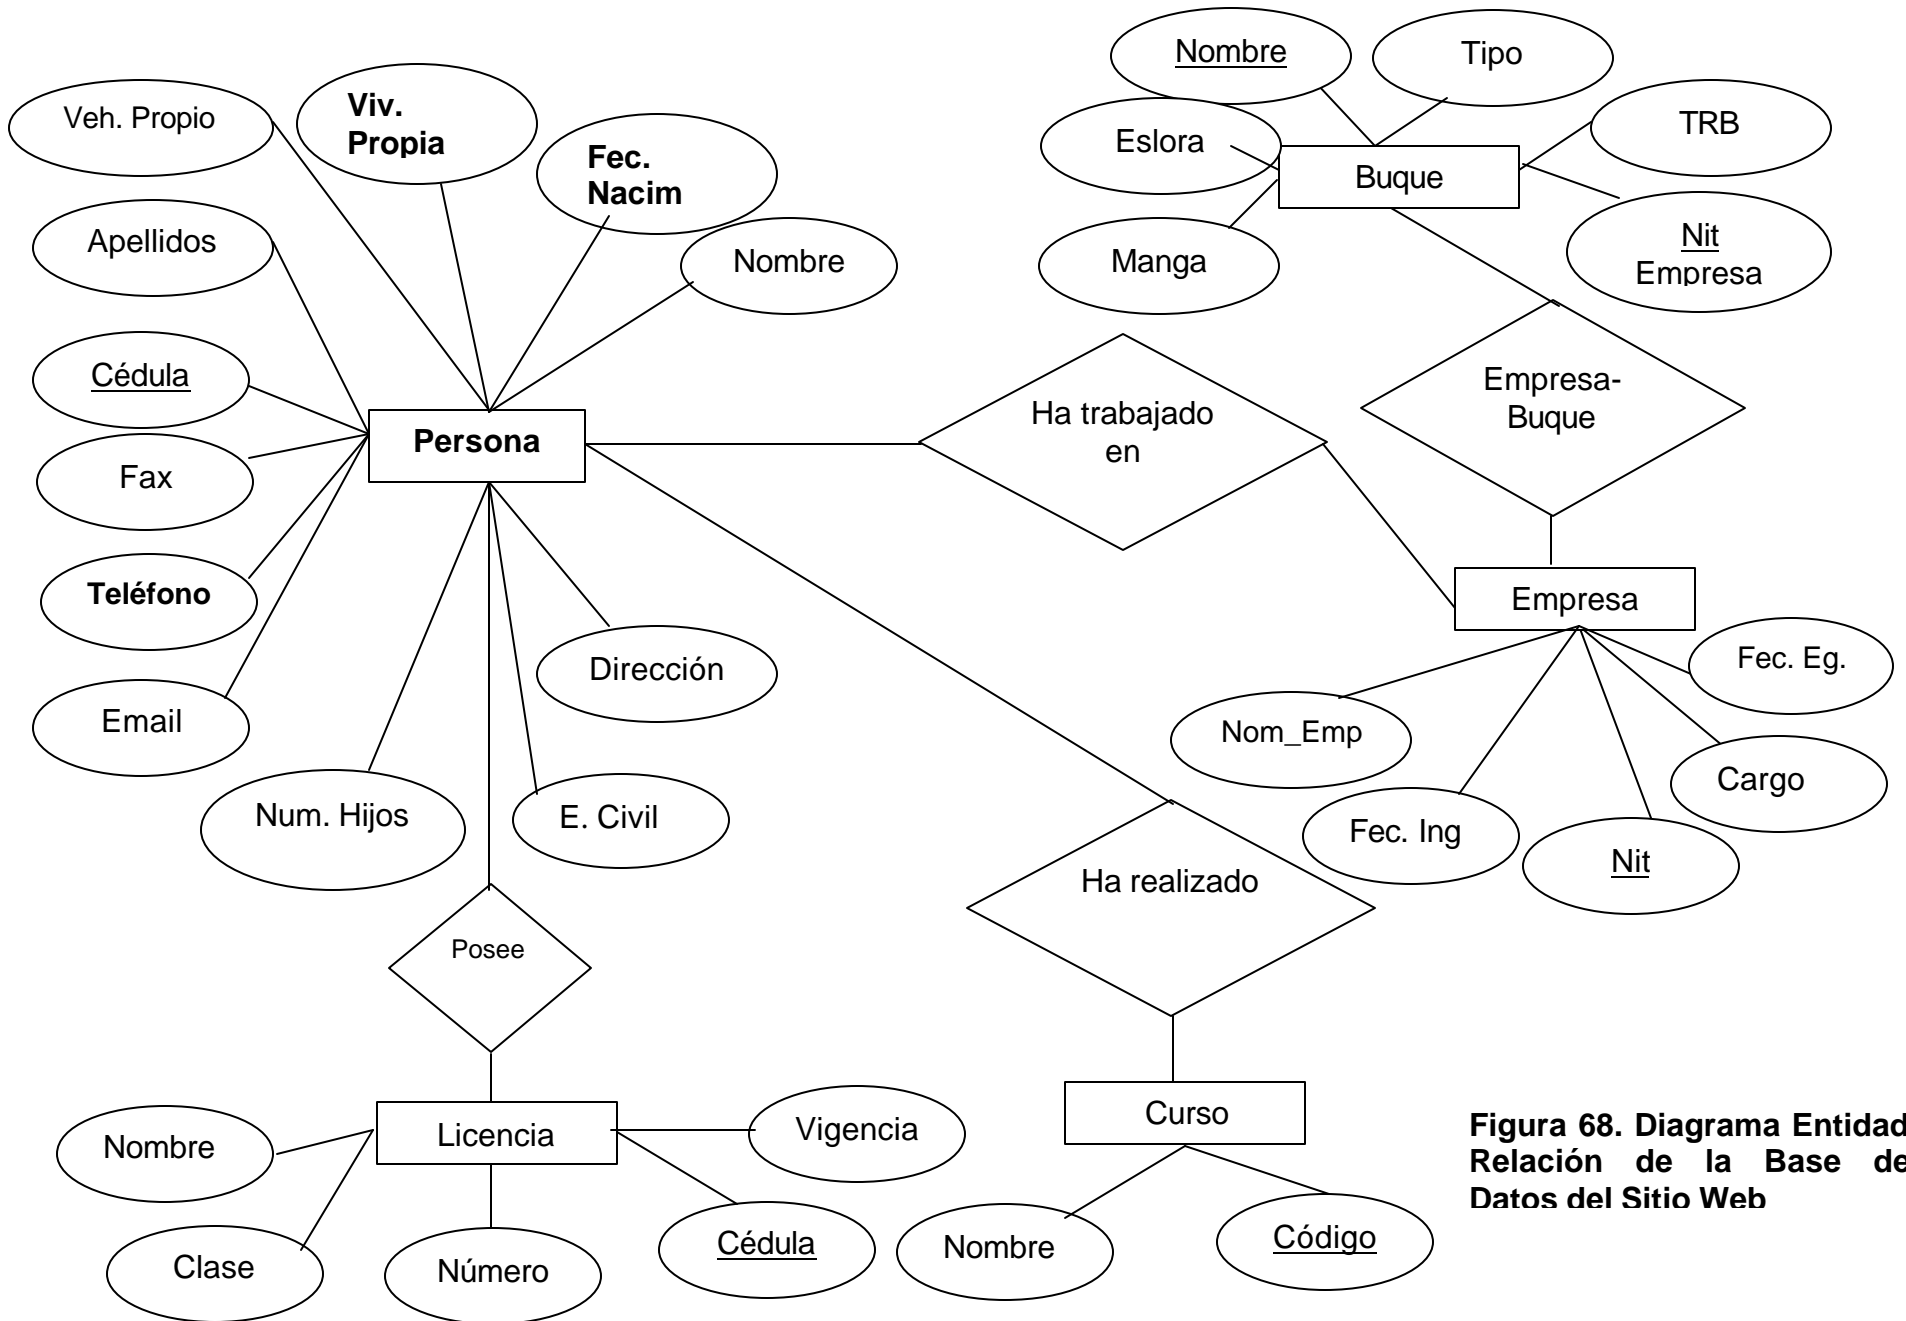 Nombre
Tipo
Veh. Propio
Viv.
Propia
Fec.
Nacim
Eslora
TRB
Buque
Apellidos
Nombre
Manga
Nit
Empresa
Cédula
Persona
Ha trabajado
en
Empresa-
Buque
Fax
Teléfono
Empresa
Dirección
Fec. Eg.
Email
Nom_Emp
Cargo
Num. Hijos
E. Civil
Fec. Ing
Nit
Ha realizado
Posee
Nombre
Licencia
Vigencia
Curso
Figura 68. Diagrama Entidad
Relación de la Base de
Datos del Sitio Web
Clase
Número
Cédula
Nombre
Código